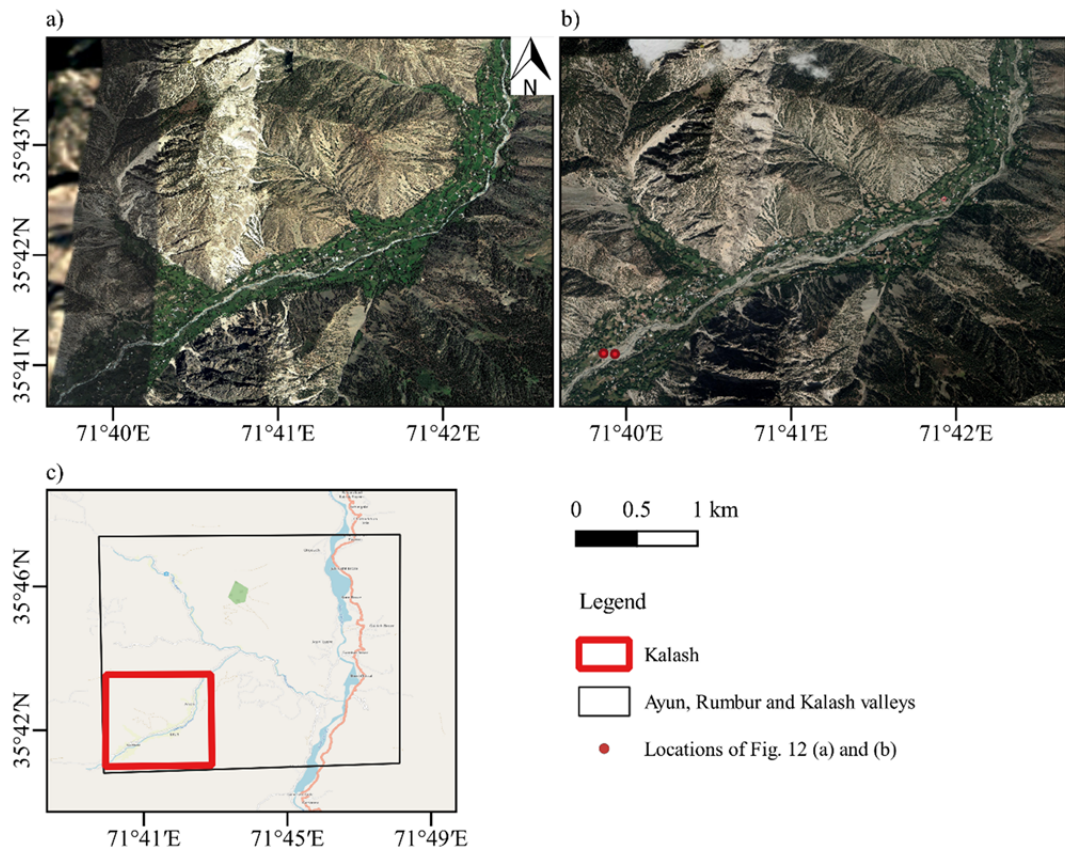 a)
b)
N
35°43′N
35°42′N
35°41′N
71°40′E
71°41′E
71°42′E
71°40′E
71°41′E
71°42′E
c)
35°46′N
35°42′N
71°41′E
71°45′E
71°49′E
0 0.5 1 km
Legend
Kalash
Ayun, Rumbur and Kalash valleys
Locations of Fig. 12 (a) and (b)